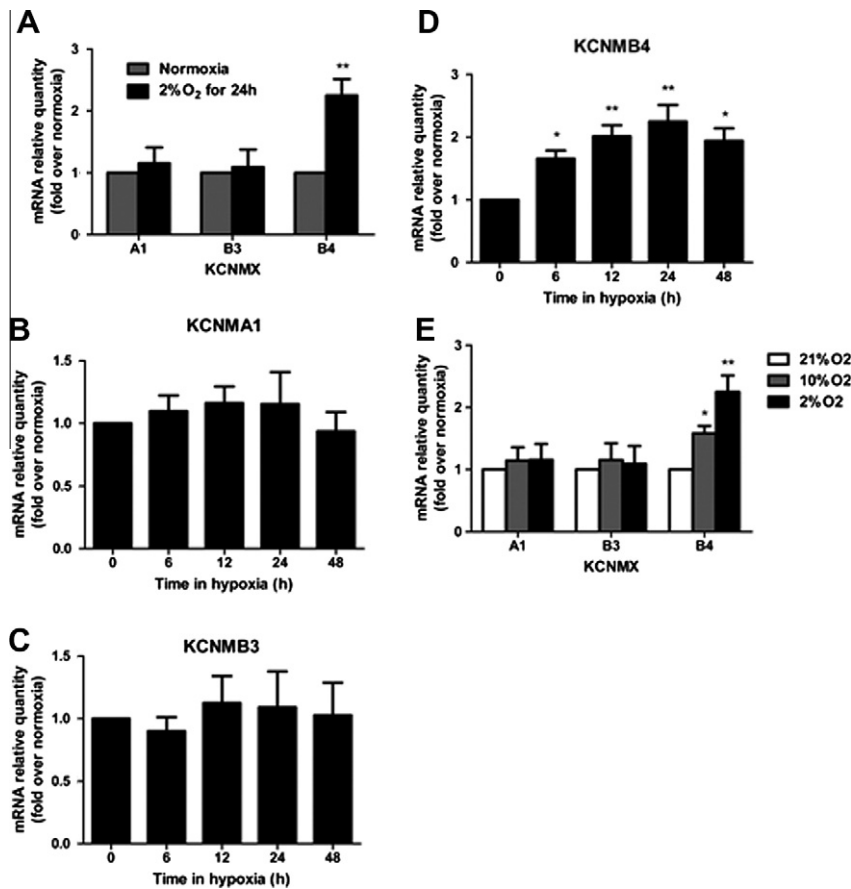 A
mRNA relative quantity
(fold over normoxia)
3
2
1
0
Normoxia
2%O2 for 24h
**
A1 B3 B4
KCNMX
B
KCNMA1
mRNA relative quantity
(fold over normoxia)
1.5
1.0
0.5
0.0
0 6 12 24 48
Time in hypoxia (h)
C
KCNMB3
mRNA relative quantity
(fold over normoxia)
1.5
1.0
0.5
0.0
0 6 12 24 48
Time in hypoxia (h)
D
KCNMB4
mRNA relative quantity
(fold over normoxia)
3
2
1
0
* ** ** *
0 6 12 24 48
Time in hypoxia (h)
E
mRNA relative quantity
(fold over normoxia)
3
2
1
0
* **
21%O2
10%O2
2%O2
A1 B3 B4
KCNMX